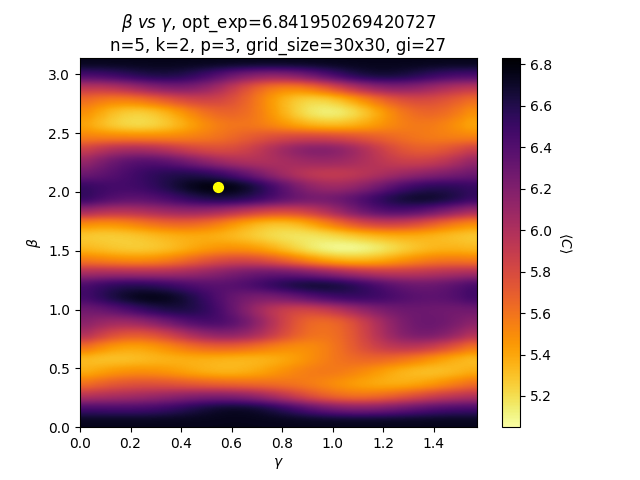 β vs γ, opt_exp=6.841950269420727
n=5, k=2, p=3, grid_size=30x30, gi=27
3.0
2.5
2.0
1.5
1.0
0.5
0.0
β
0.0 0.2 0.4 0.6 0.8 1.0 1.2 1.4
γ
6.8
6.6
6.4
6.2
6.0
5.8
5.6
5.4
5.2
⟨C⟩